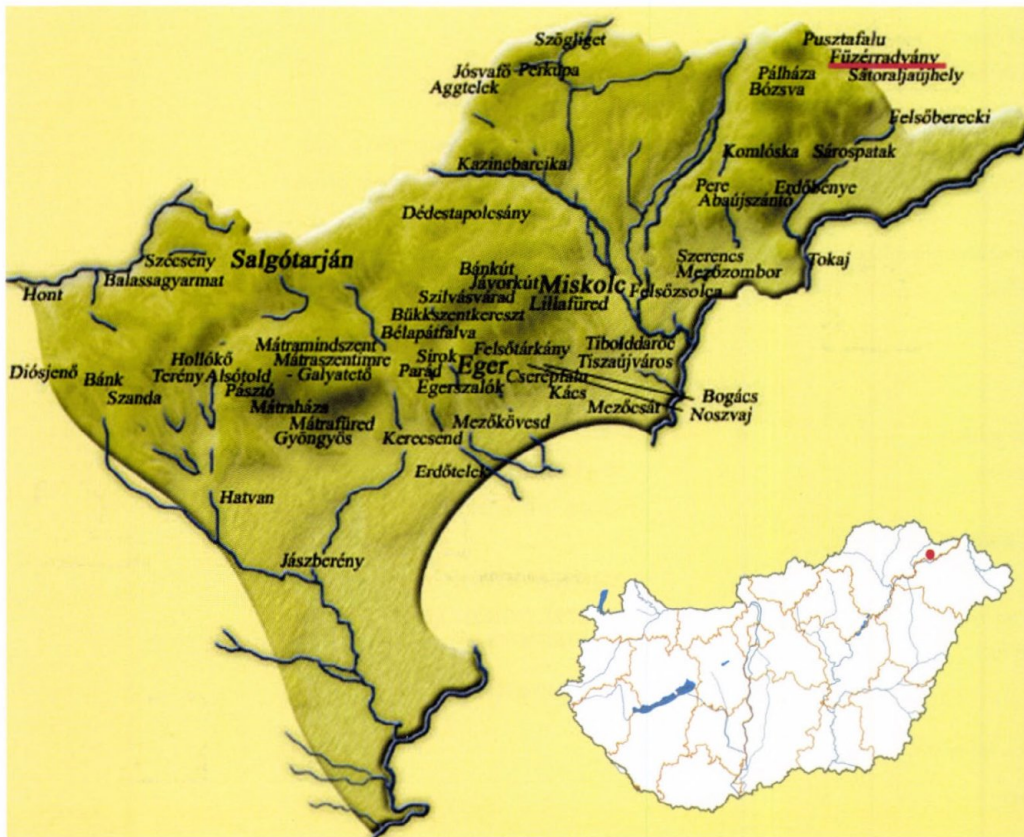 Szögliget
Pusztafalu
Füzérradvány
Jósvafő Perkupa
Pálháza
Sátoraljaújhely
Aggtelek
Bózsva
Felsőberecki
Kazincbarcika
Komlóska
Sárospatak
Pere
Erdőbénye
Abaújszántó
Dédestapolcsány
Szécsény
Salgótarján
Szerencs
Tokaj
Balassagyarmat
Bánkút
Mezőzombor
Hont
Jávorkút
Miskolc
Felsőzsolca
Szilvásvárad
Lillafüred
Bükkszentkereszt
Bélapátfalva
Mátramindszent
Tibolddaróc
Hollókő
Mátraszentimre
Sirok
Felsőtárkány
Tiszaújváros
Diósjenő
Bánk
Terény
Alsótold
- Galyatető
Parád
Eger
Cserépfalu
Szanda
Pásztó
Egerszalók
Kács
Bogács
Mátraháza
Mezőcsát
Noszvaj
Mátrafüred
Mezőkövesd
Gyöngyös
Kerecsend
Erdőtelek
Hatvan
Jászberény